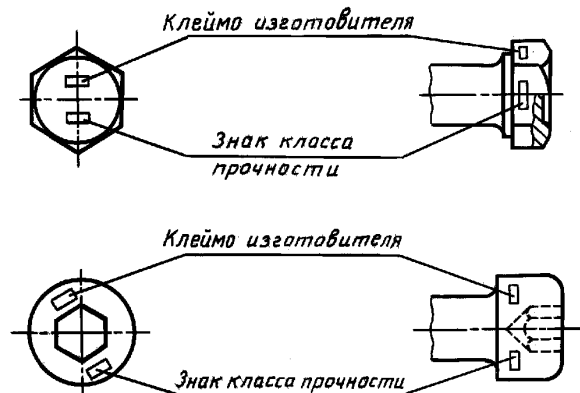 Клеймо изготовителя
Знак класса
прочности
Клеймо изготовителя
Знак класса прочности